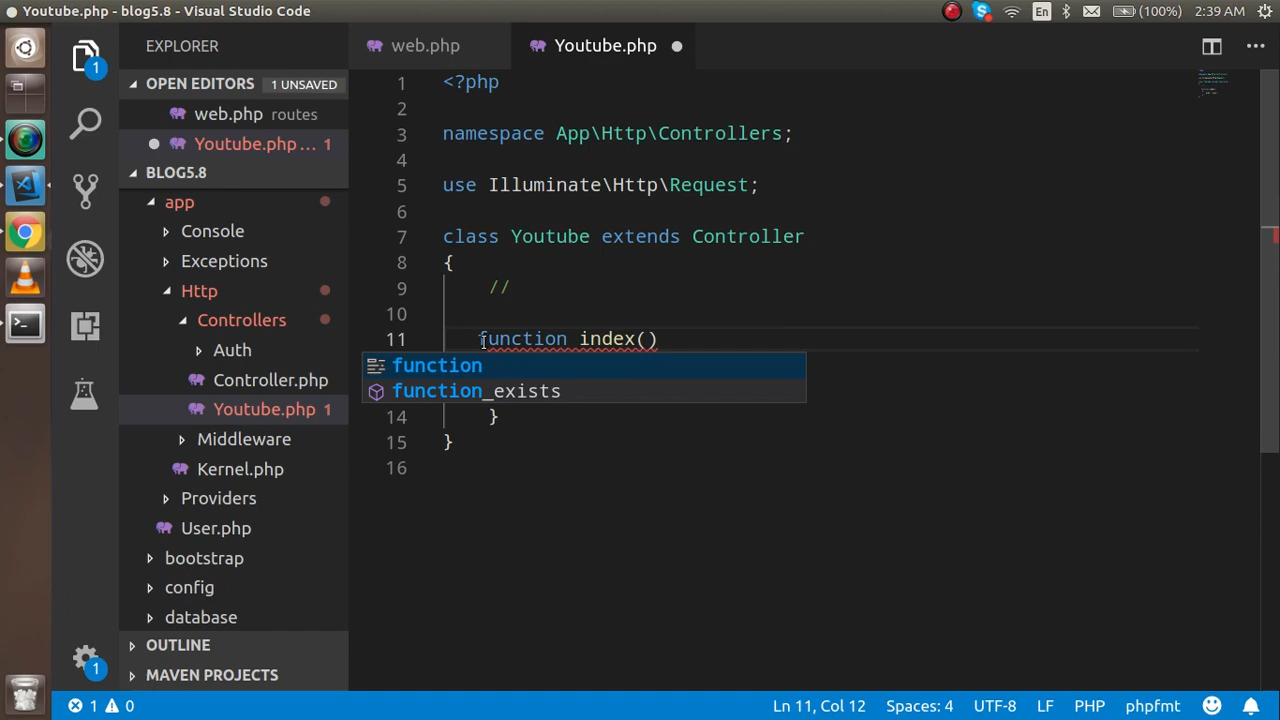 Youtube.php - blog5.8 - Visual Studio Code
En (100%) 2:39 AM
1
1
EXPLORER
OPEN EDITORS 1 UNSAVED
web.php routes
Youtube.php ... 1
BLOG5.8
app
Console
Exceptions
Http
Controllers
Auth
Controller.php
Youtube.php 1
Middleware
Kernel.php
Providers
User.php
bootstrap
config
database
OUTLINE
MAVEN PROJECTS
web.php Youtube.php
1 <?php
2
3 namespace App\Http\Controllers;
4
5 use Illuminate\Http\Request;
6
7 class Youtube extends Controller
8 {
9 //
10
11 function index()
function
function_exists
14 }
15 }
16
1 0 Ln 11, Col 12 Spaces: 4 UTF-8 LF PHP phpfmt